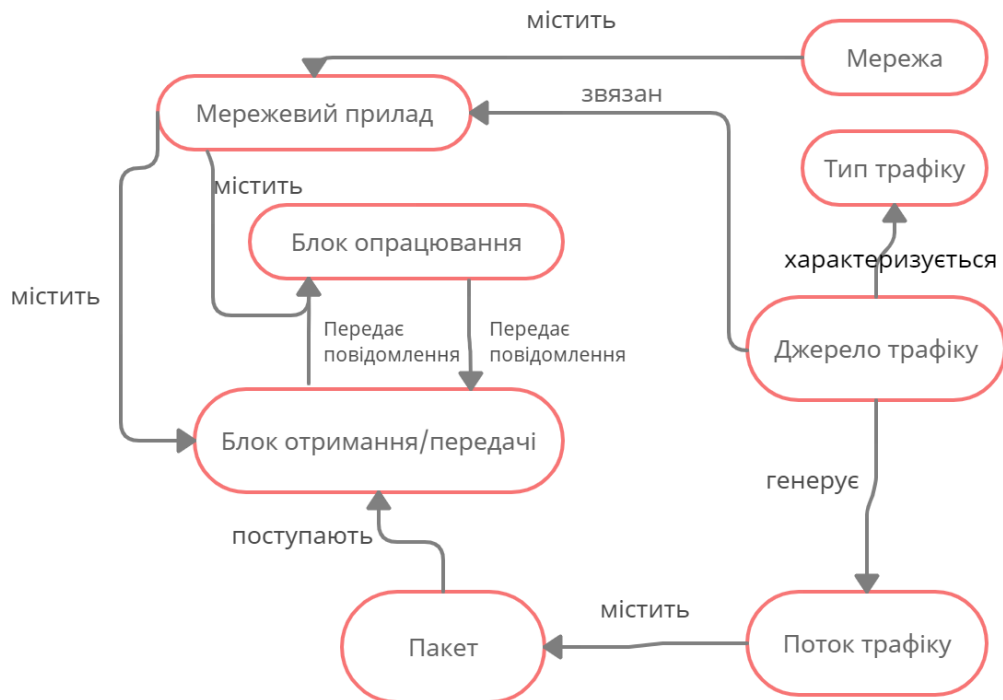 містить
Мережа
Мережевий прилад
звязан
Тип трафіку
містить
Блок опрацювання
характеризується
містить
Передає
повідомлення
Передає
повідомлення
Джерело трафіку
Блок отримання/передачі
генерує
поступають
містить
Пакет
Поток трафіку